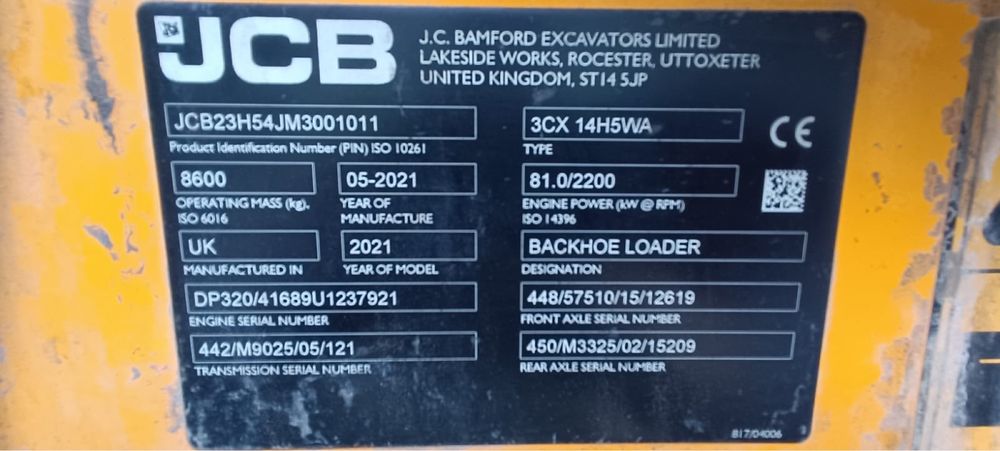 JCB
J.C. BAMFORD EXCAVATORS LIMITED
LAKESIDE WORKS, ROCESTER, UTTOXETER
UNITED KINGDOM, ST14 5JP
JCB23H54JM3001011
Product Identification Number (PIN) ISO 10261
3CX 14H5WA
TYPE
CE
8600
OPERATING MASS (kg),
ISO 6016
05-2021
YEAR OF
MANUFACTURE
81.0/2200
ENGINE POWER (kW @ RPM)
ISO 14396
UK
MANUFACTURED IN
2021
YEAR OF MODEL
BACKHOE LOADER
DESIGNATION
DP320/41689U1237921
ENGINE SERIAL NUMBER
448/57510/15/12619
FRONT AXLE SERIAL NUMBER
442/M9025/05/121
TRANSMISSION SERIAL NUMBER
450/M3325/02/15209
REAR AXLE SERIAL NUMBER
817/04006